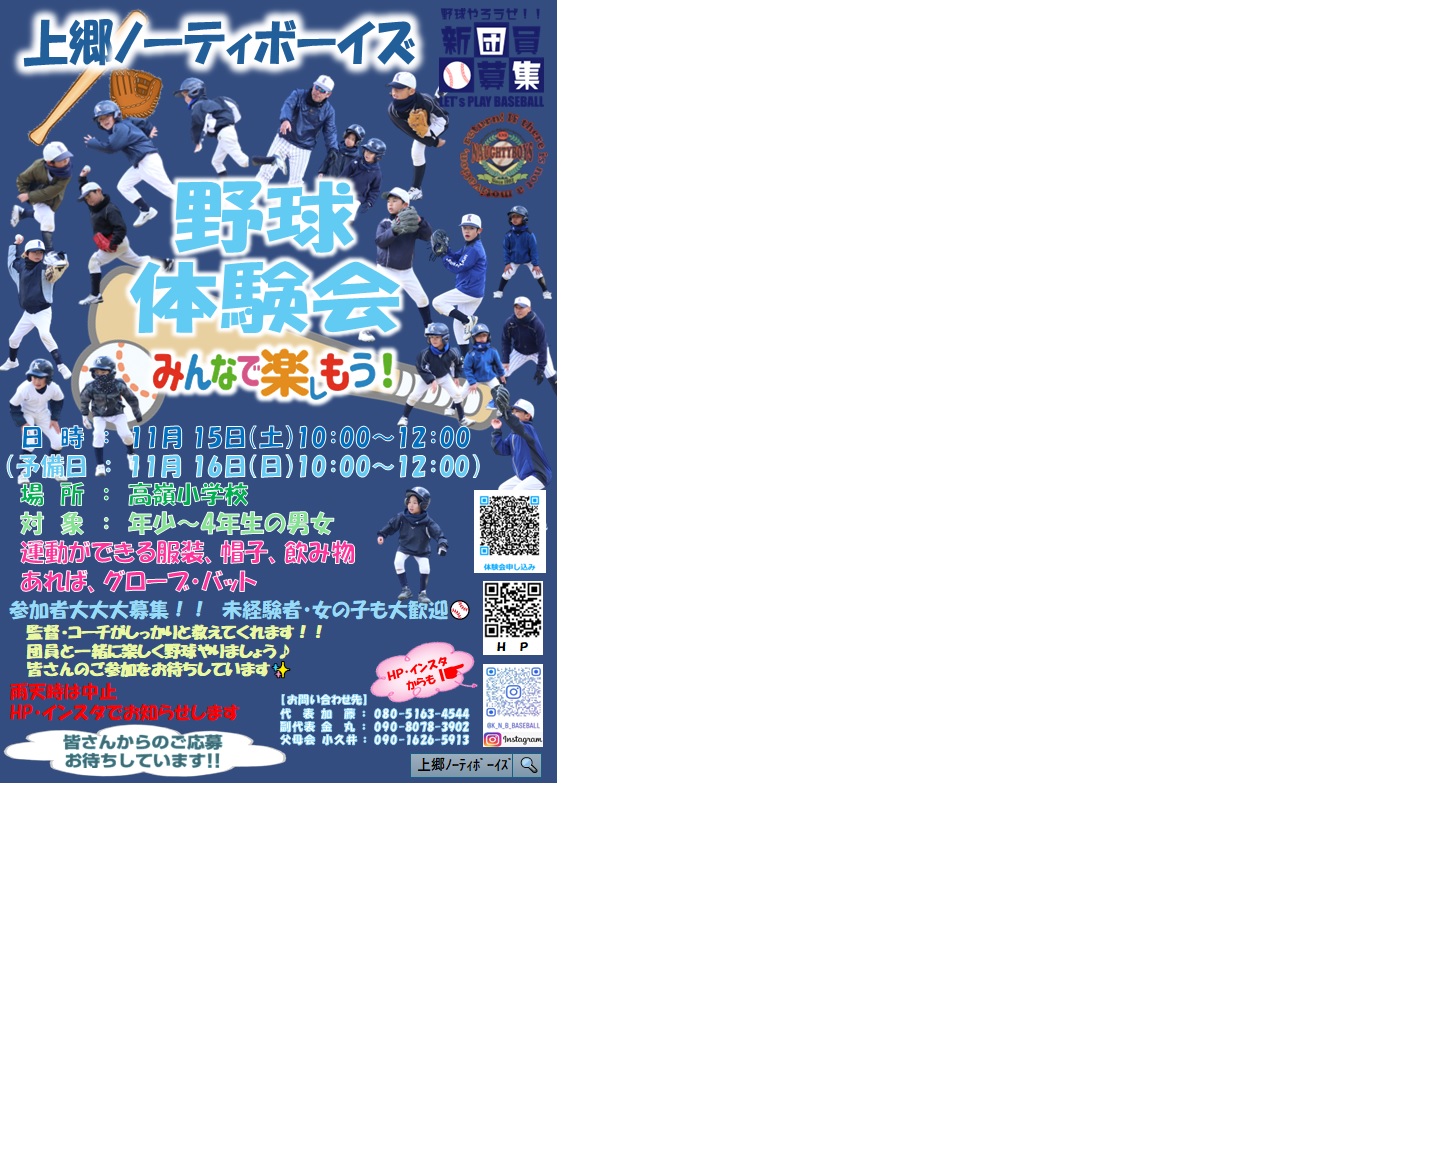 上郷ノーティボーイズ
野球やろうぜ！！
新団員
募集
LET's PLAY BASEBALL
NAUGHTYBOYS
野球
体験会
みんなで楽しもう！
日 時 ： 11月 15日(土)10:00～12:00
(予備日 ： 11月 16日(日)10:00～12:00)
場 所 ： 高嶺小学校
対 象 ： 年少～4年生の男女
運動ができる服装、帽子、飲み物
あれば、グローブ・バット
参加者大大大募集！！ 未経験者・女の子も大歓迎
監督・コーチがしっかりと教えてくれます！！
団員と一緒に楽しく野球やりましょう♪
皆さんのご参加をお待ちしています✨
雨天時は中止
HP・インスタでお知らせします
皆さんからのご応募
お待ちしています!!
HP・インスタ
からも
【お問い合わせ先】
代 表 加 藤 ： 080-5163-4544
副代表 金 丸 ： 090-8078-3902
父母会 小久井 ： 090-1626-5913
体験会申し込み
H P
@K_N_B_BASEBALL
Instagram
上郷ﾉｰﾃｨﾎﾞｰｲｽﾞ